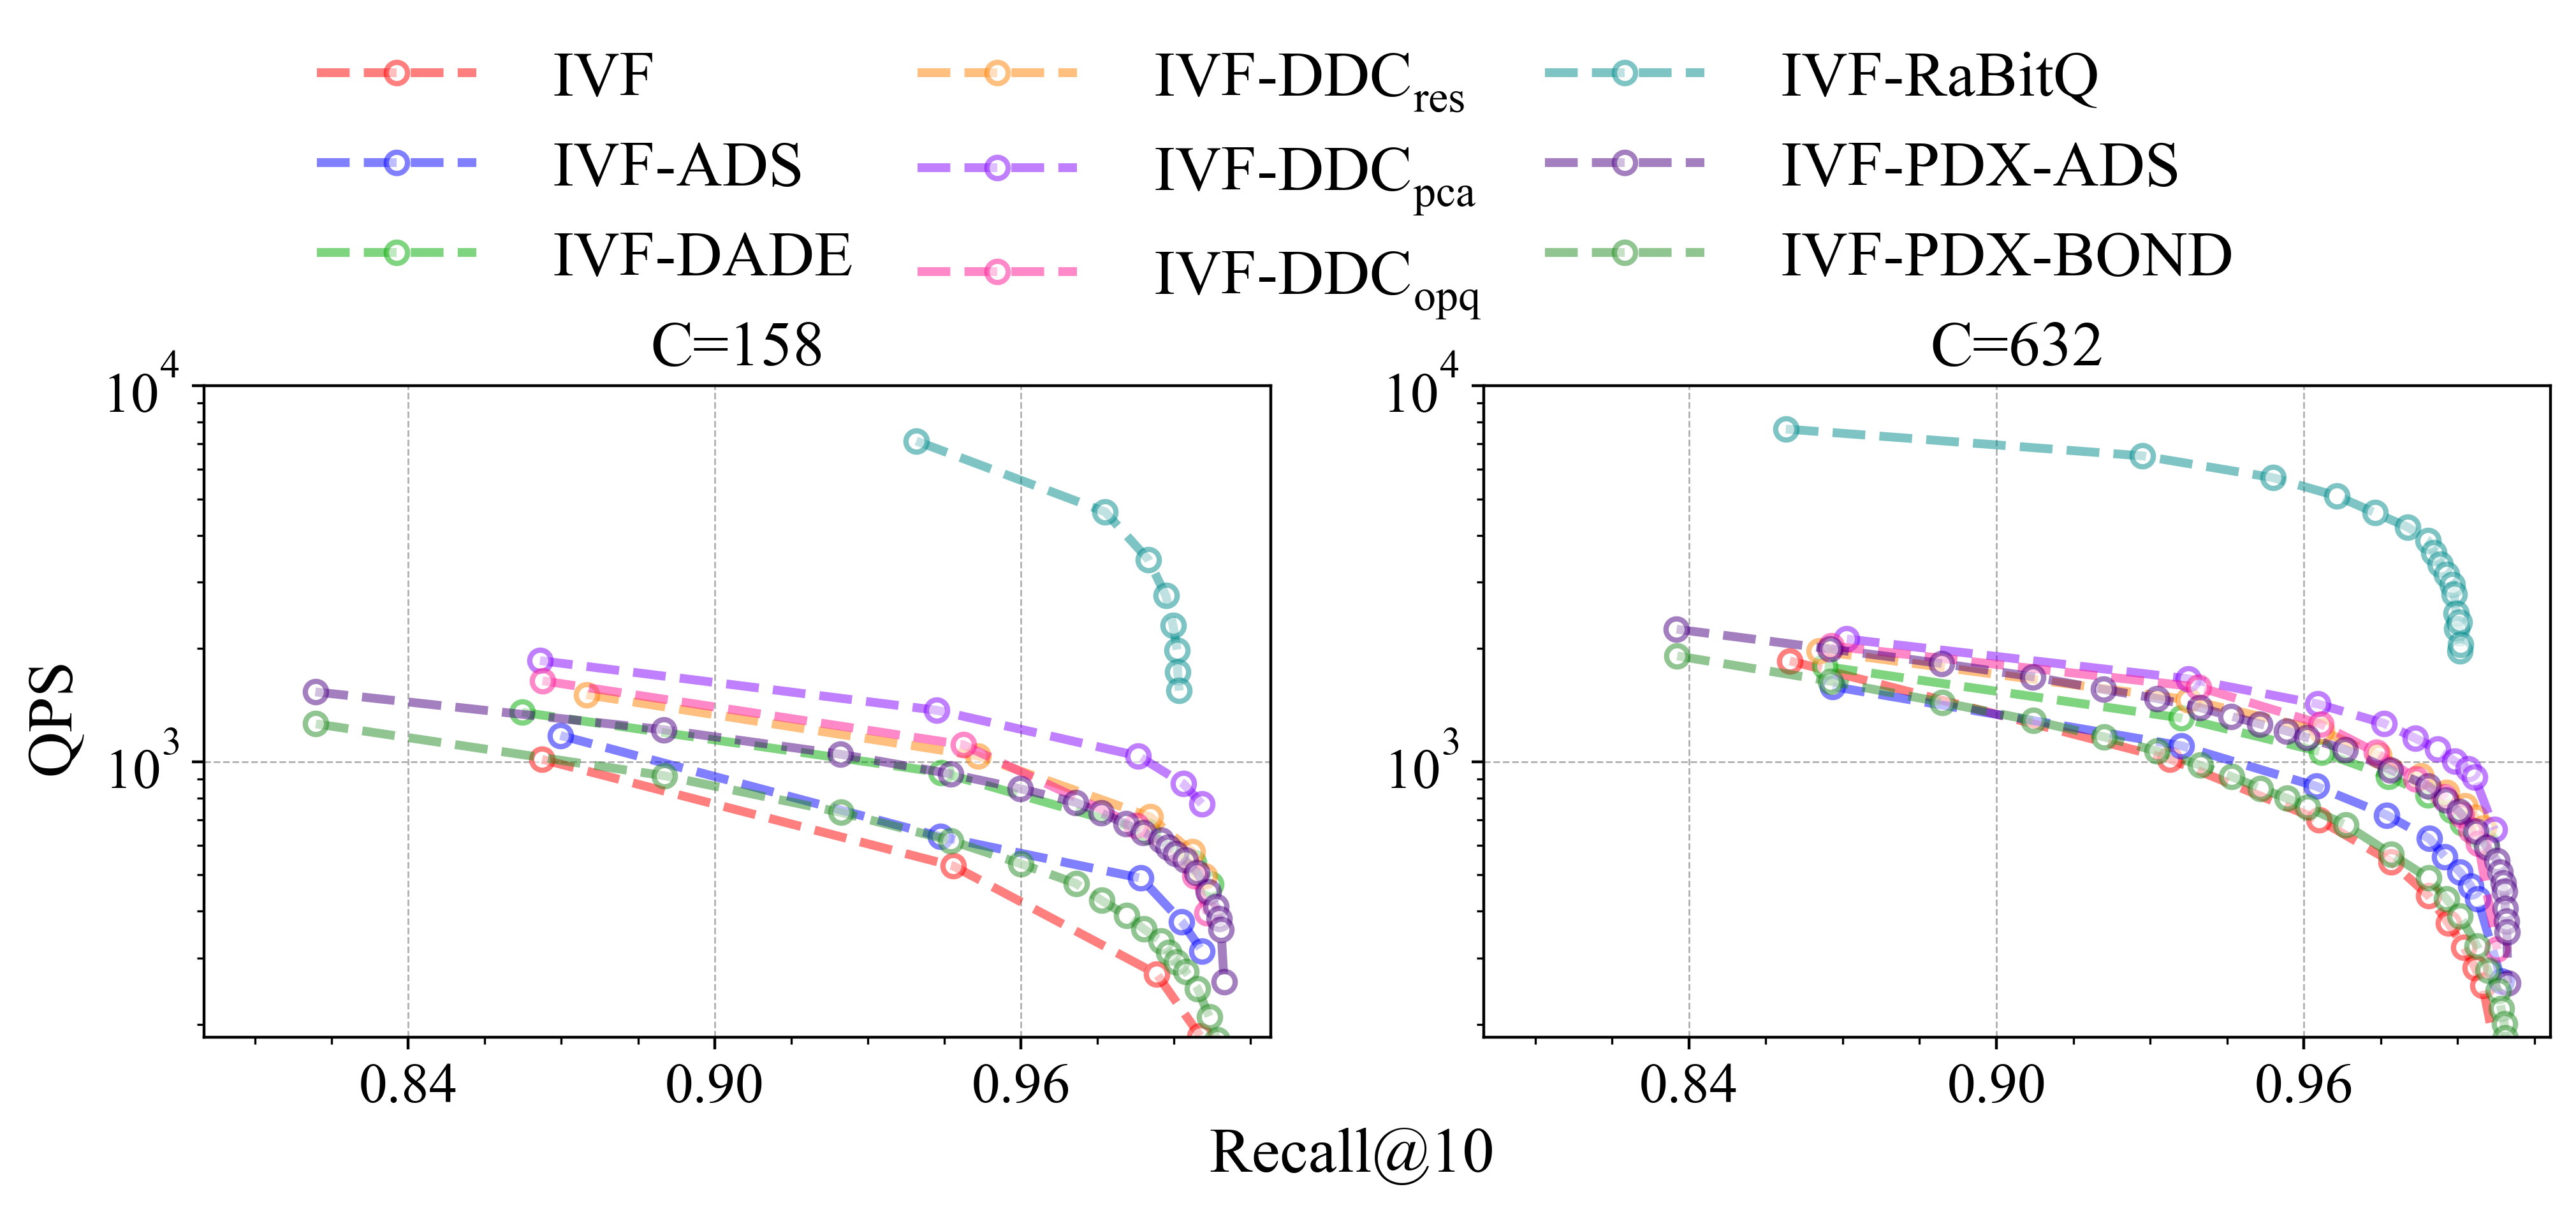 IVF
IVF-ADS
IVF-DADE
IVF-DDCres
IVF-DDCpca
IVF-DDCopq
IVF-RaBitQ
IVF-PDX-ADS
IVF-PDX-BOND
C=158
C=632
QPS
10^4
10^3
0.84 0.90 0.96
10^4
10^3
0.84 0.90 0.96
Recall@10